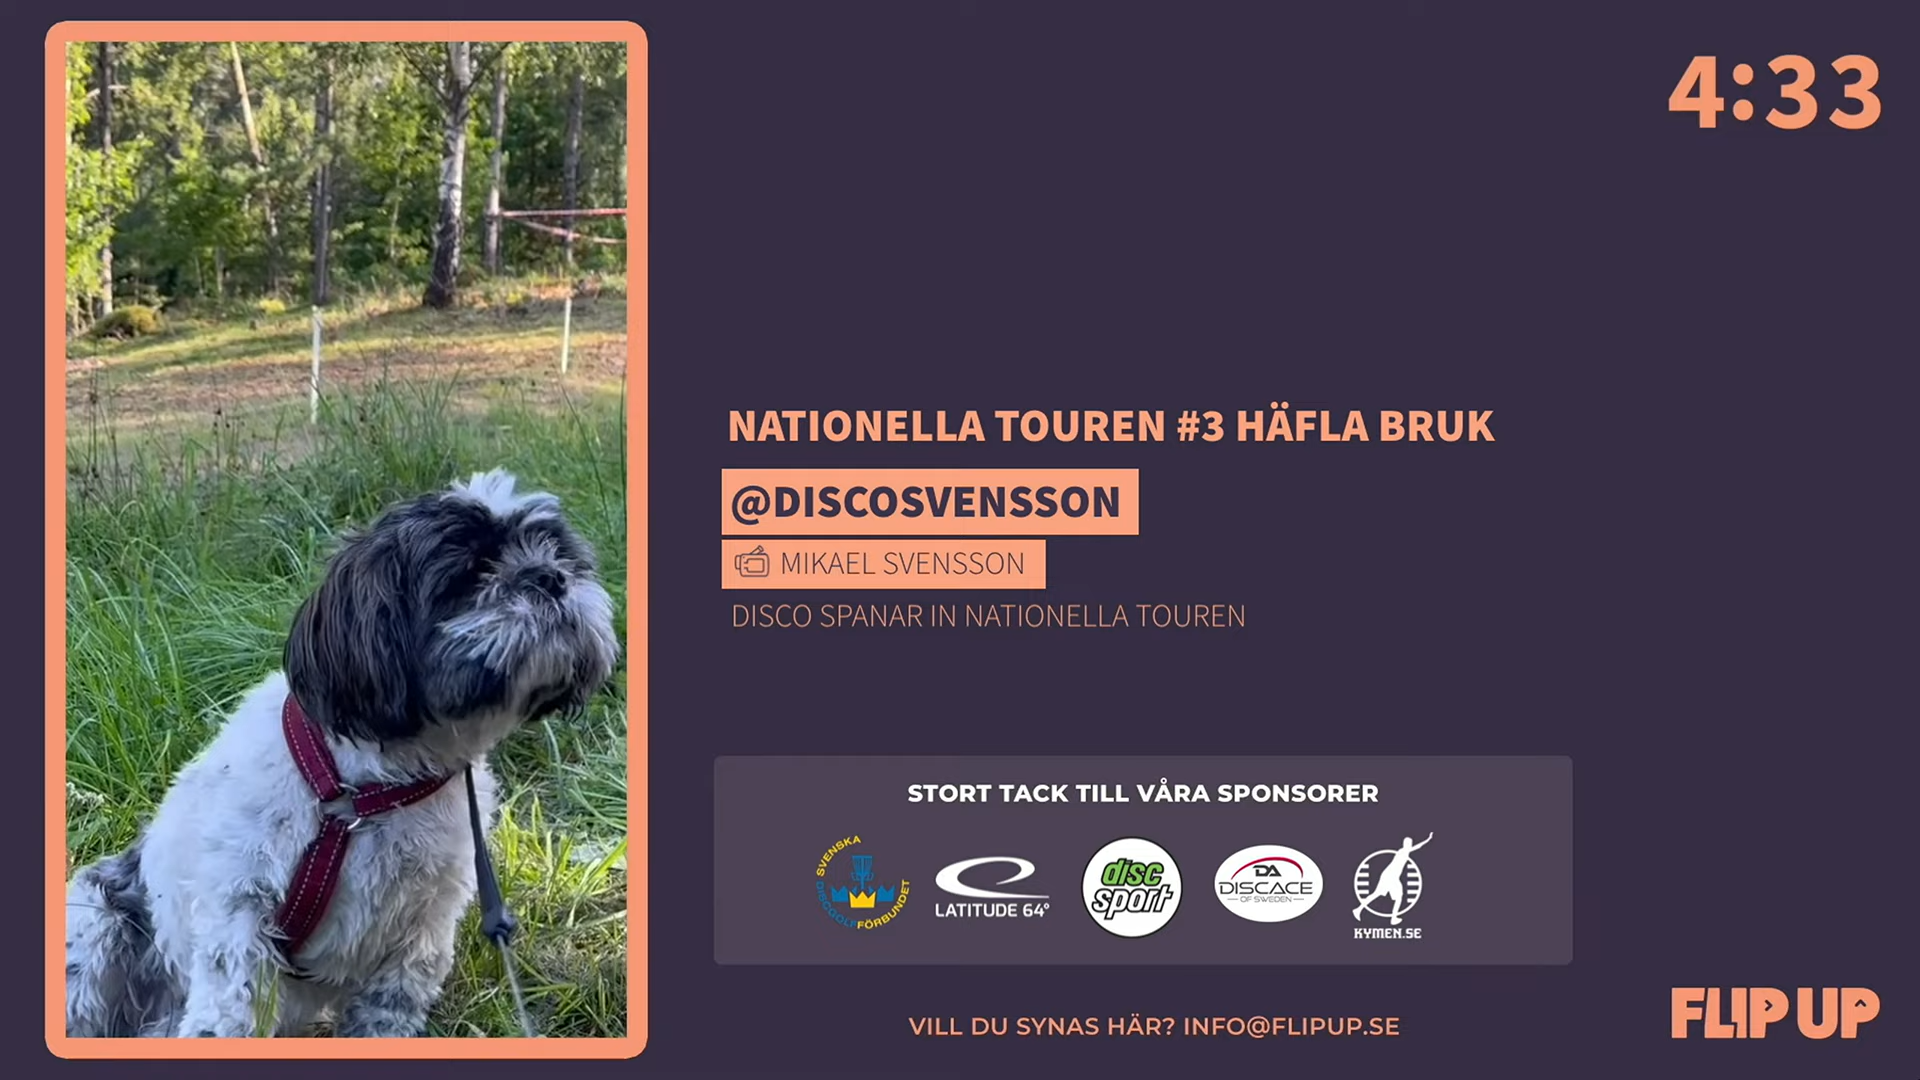 4:33
NATIONELLA TOUREN #3 HÄFLA BRUK
@DISCOSVENSSON
MIKAEL SVENSSON
DISCO SPANAR IN NATIONELLA TOUREN
STORT TACK TILL VÅRA SPONSORER
SVENSKA DISCGOLFFÖRBUNDET
LATITUDE 64°
disc sport
DA
DISCACE
OF SWEDEN
KYMEN.SE
VILL DU SYNAS HÄR? INFO@FLIPUP.SE
FLIP UP